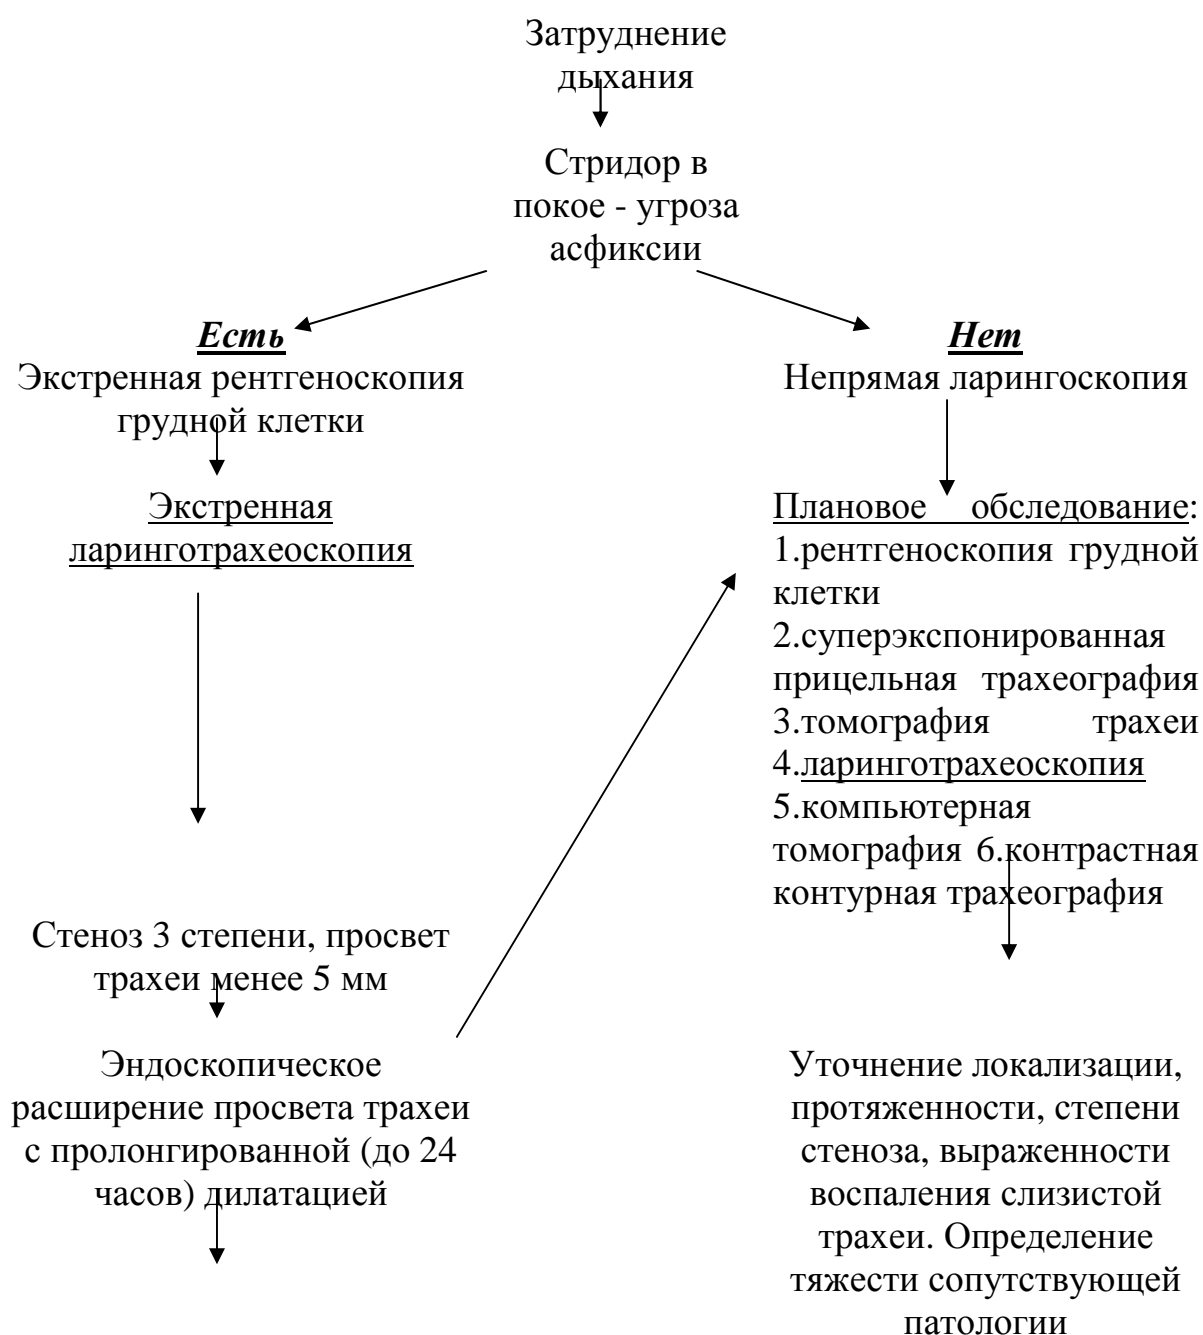 Затруднение
дыхания
Стридор в
покое - угроза
асфиксии
Есть
Экстренная рентгеноскопия
грудной клетки
Экстренная
ларинготрахеоскопия
Стеноз 3 степени, просвет
трахеи менее 5 мм
Эндоскопическое
расширение просвета трахеи
с пролонгированной (до 24
часов) дилатацией
Нет
Непрямая ларингоскопия
Плановое обследование:
1.рентгеноскопия грудной
клетки
2.суперэкспонированная
прицельная трахеография
3.томография трахеи
4.ларинготрахеоскопия
5.компьютерная
томография 6.контрастная
контурная трахеография
Уточнение локализации,
протяженности, степени
стеноза, выраженности
воспаления слизистой
трахеи. Определение
тяжести сопутствующей
патологии